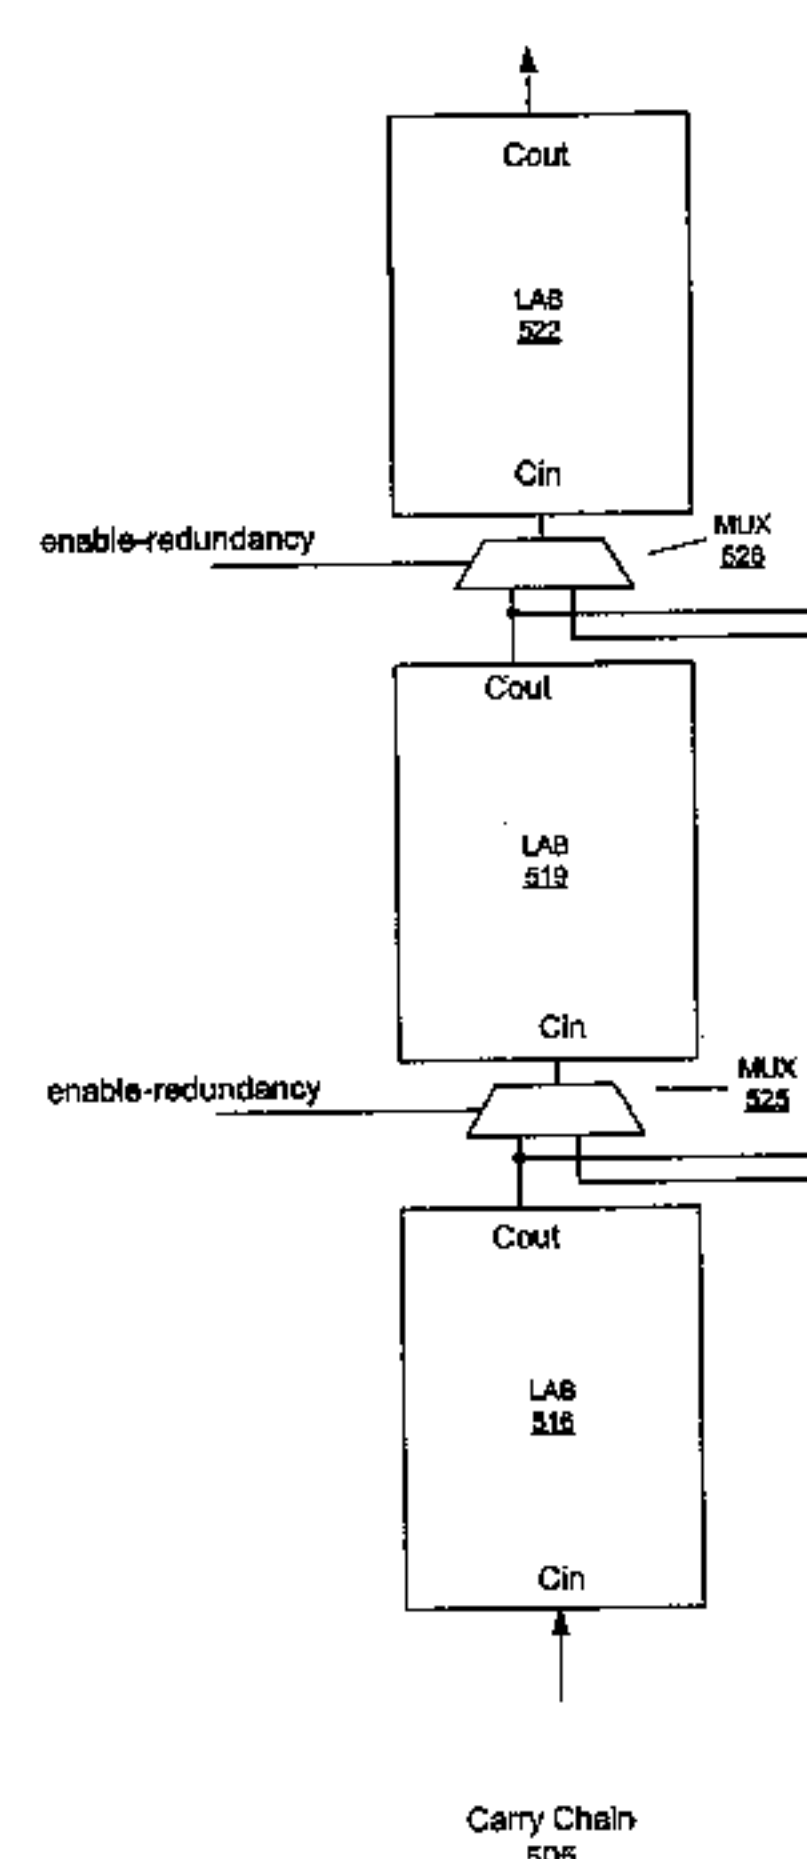 Cout
LAB
522
Cin
enable-redundancy
MUX
528
Cout
LAB
519
Cin
enable-redundancy
MUX
525
Cout
LAB
516
Cin
Carry Chain